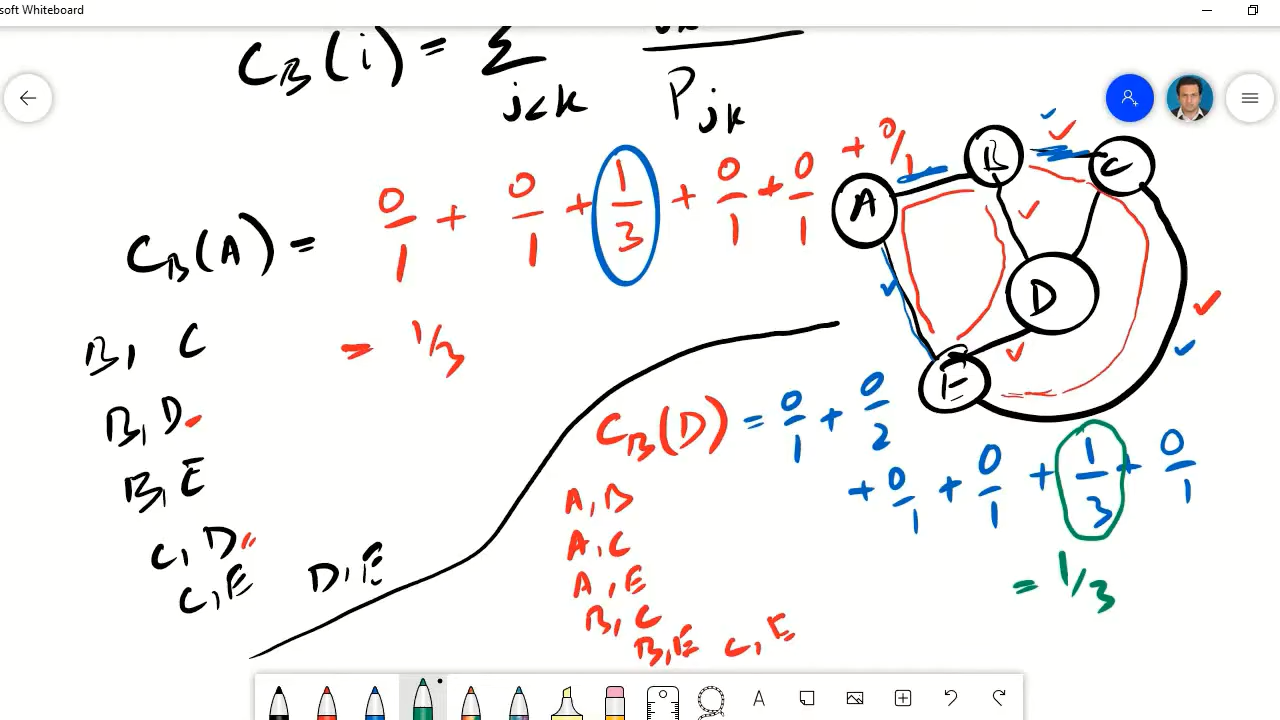 soft Whiteboard
C_B(i) = Σ_{j<k} / P_jk
C_B(A) = 0/1 + 0/1 + 1/3 + 0/1 + 0/1 + 0/1
= 1/3
B, C
B, D
B, E
C, D
C, E
D, E
A
B
C
D
E
C_B(D) = 0/1 + 0/2
+ 0/1 + 0/1 + 1/3 + 0/1
= 1/3
A, B
A, C
A, E
B, C
B, E C, E
A